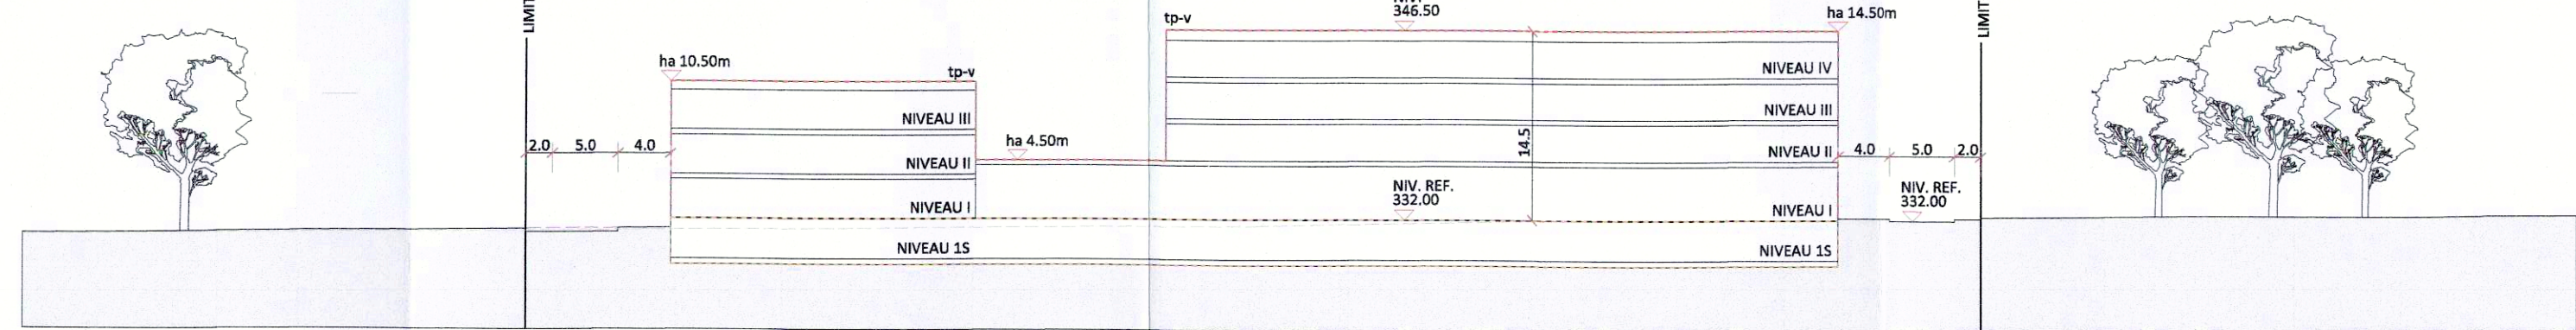 LIMIT
tp-v
346.50
ha 14.50m
LIMIT
ha 10.50m
tp-v
NIVEAU IV
NIVEAU III
NIVEAU III
2.0 5.0 4.0
ha 4.50m
14.5
NIVEAU II
NIVEAU II
4.0 5.0 2.0
NIV. REF.
332.00
NIV. REF.
332.00
NIVEAU I
NIVEAU I
NIVEAU 1S
NIVEAU 1S